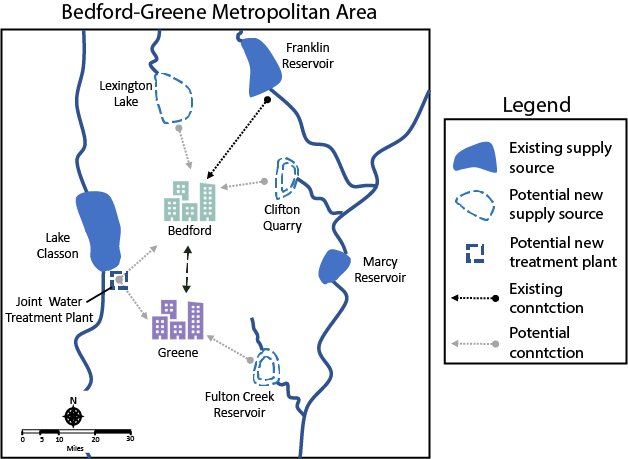 Bedford-Greene Metropolitan Area
Franklin
Reservoir
Lexington
Lake
Bedford
Clifton
Quarry
Lake
Classon
Marcy
Reservoir
Joint Water
Treatment Plant
Greene
Fulton Creek
Reservoir
N
0 5 10 20 30
Miles
Legend
Existing supply
source
Potential new
supply source
Potential new
treatment plant
Existing
conntction
Potential
conntction